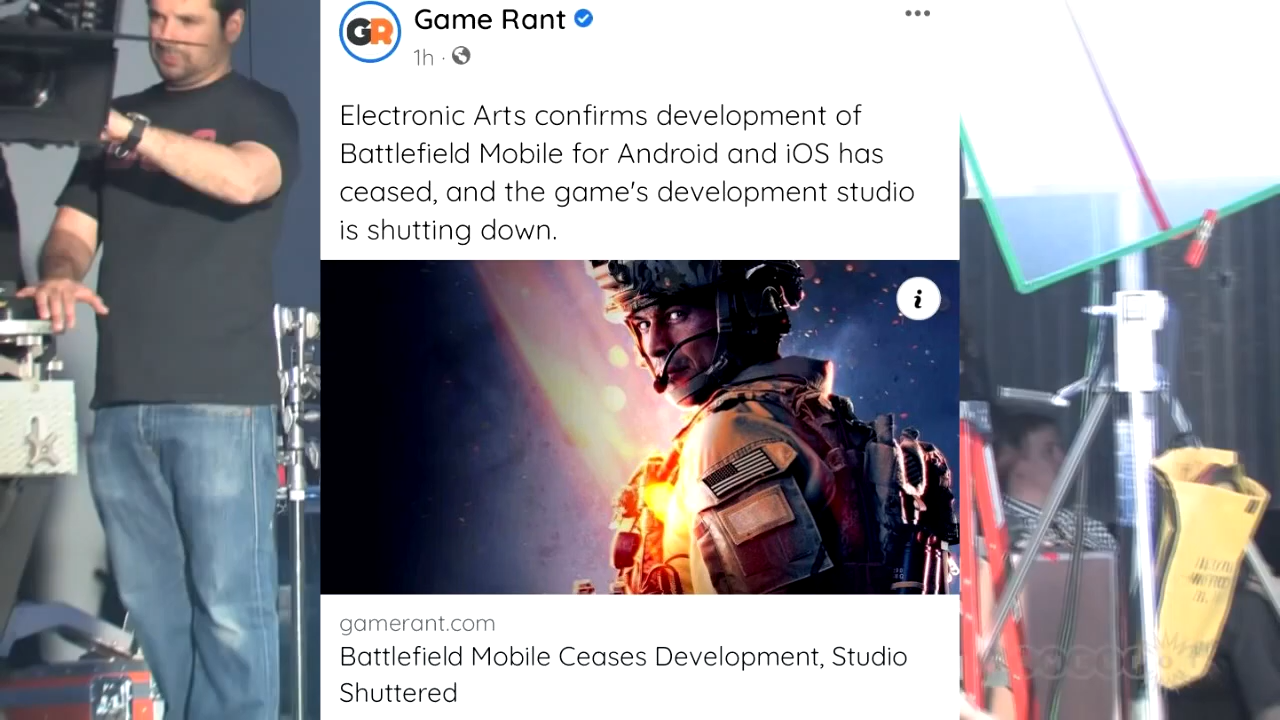 GR
Game Rant
1h ·
Electronic Arts confirms development of
Battlefield Mobile for Android and iOS has
ceased, and the game's development studio
is shutting down.
i
gamerant.com
Battlefield Mobile Ceases Development, Studio
Shuttered